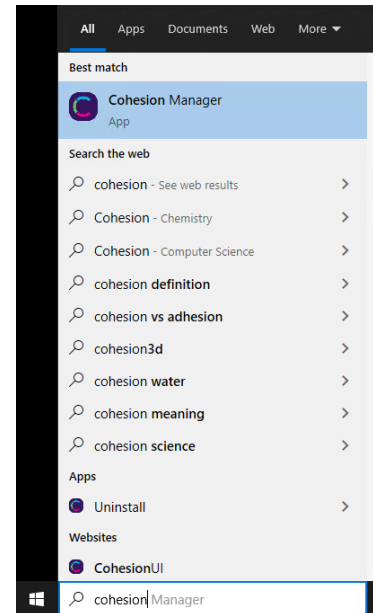 All Apps Documents Web More
Best match
Cohesion Manager
App
Search the web
cohesion - See web results
Cohesion - Chemistry
Cohesion - Computer Science
cohesion definition
cohesion vs adhesion
cohesion3d
cohesion water
cohesion meaning
cohesion science
Apps
Uninstall
Websites
CohesionUI
cohesion Manager